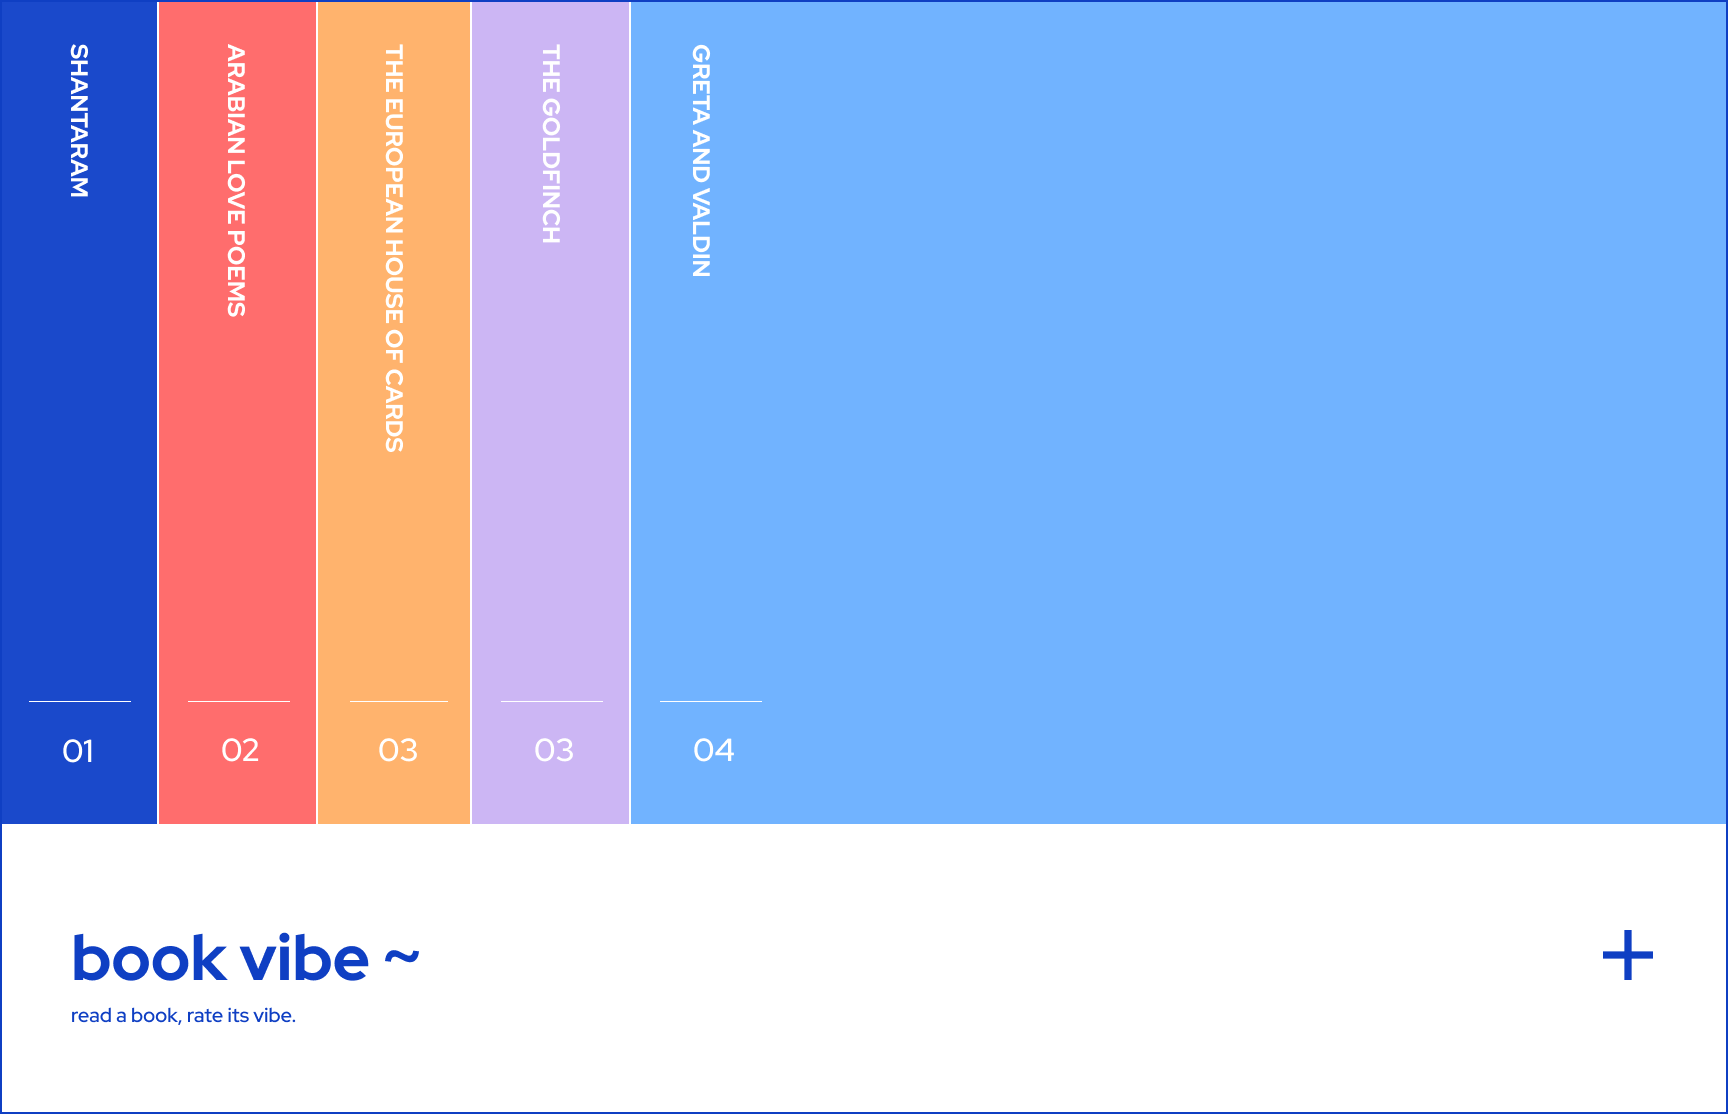 SHANTARAM
01
ARABIAN LOVE POEMS
02
THE EUROPEAN HOUSE OF CARDS
03
THE GOLDFINCH
03
GRETA AND VALDIN
04
book vibe ~
read a book, rate its vibe.